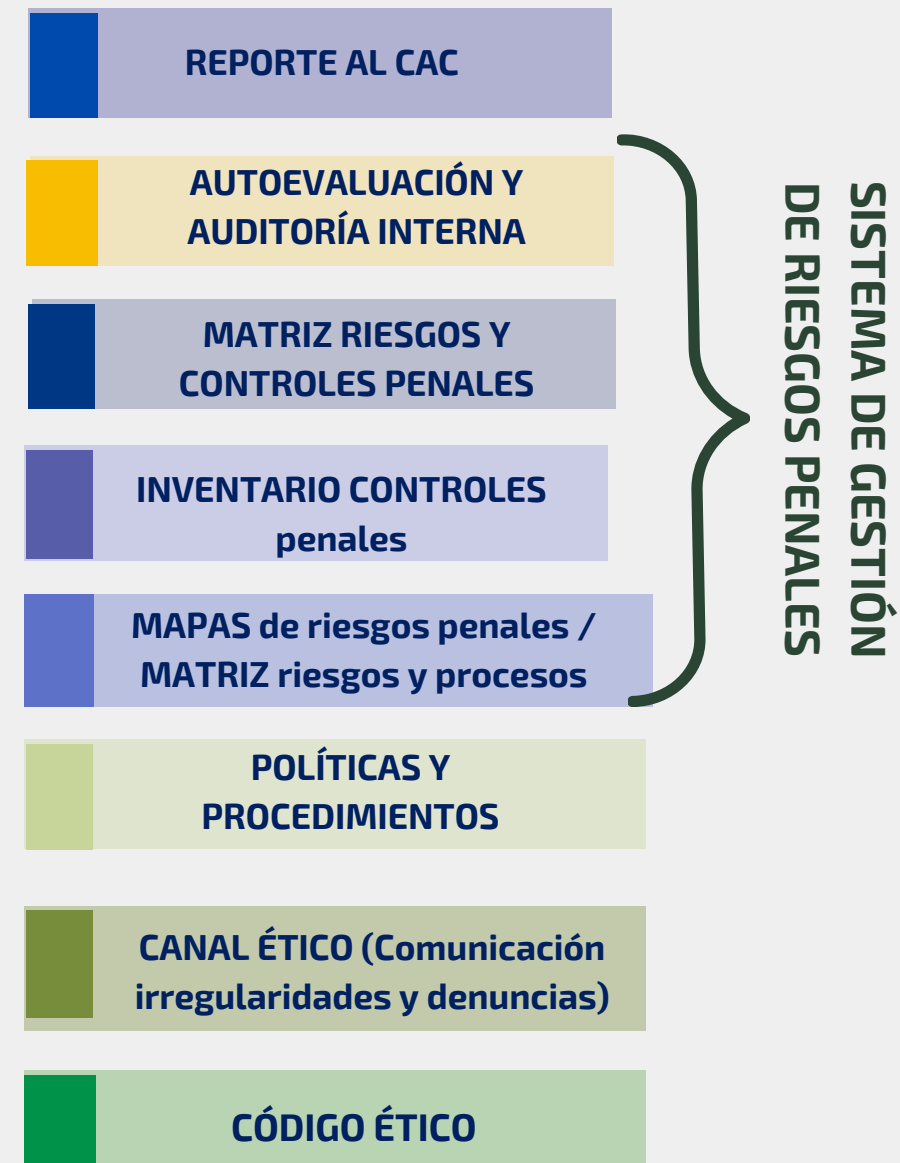 REPORTE AL CAC
AUTOEVALUACIÓN Y
AUDITORÍA INTERNA
MATRIZ RIESGOS Y
CONTROLES PENALES
INVENTARIO CONTROLES
penales
MAPAS de riesgos penales /
MATRIZ riesgos y procesos
POLÍTICAS Y
PROCEDIMIENTOS
CANAL ÉTICO (Comunicación
irregularidades y denuncias)
CÓDIGO ÉTICO
SISTEMA DE GESTIÓN
DE RIESGOS PENALES